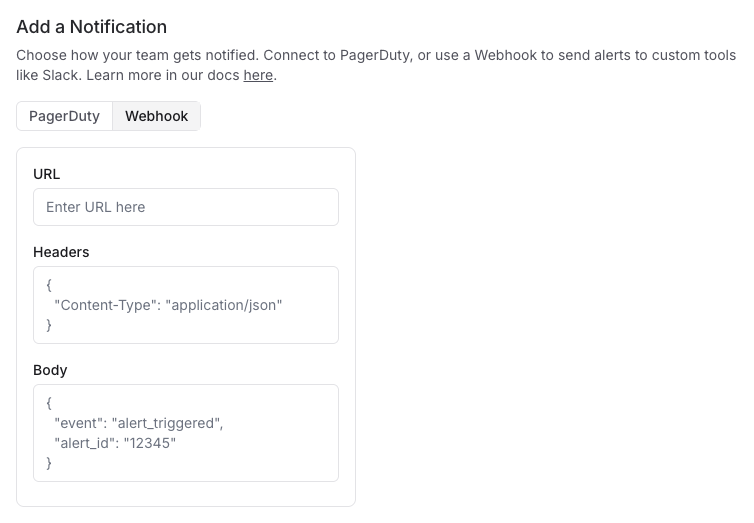 Add a Notification
Choose how your team gets notified. Connect to PagerDuty, or use a Webhook to send alerts to custom tools
like Slack. Learn more in our docs here.
PagerDuty Webhook
URL
Enter URL here
Headers
{
  "Content-Type": "application/json"
}
Body
{
  "event": "alert_triggered",
  "alert_id": "12345"
}